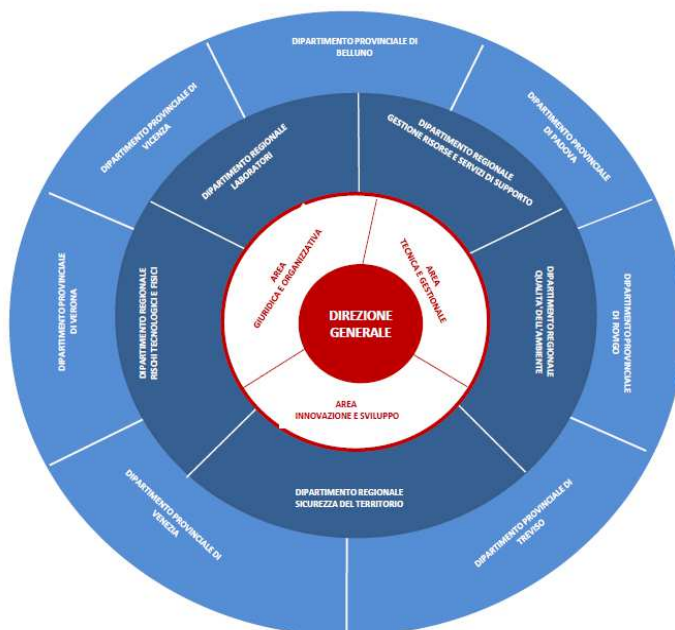 DIPARTIMENTO PROVINCIALE DI
BELLUNO
DIPARTIMENTO PROVINCIALE DI
VICENZA
DIPARTIMENTO PROVINCIALE
DI PADOVA
DIPARTIMENTO REGIONALE
LABORATORI
DIPARTIMENTO REGIONALE
GESTIONE RISORSE E SERVIZI DI SUPPORTO
AREA
GIURIDICA E ORGANIZZATIVA
AREA
TECNICA E GESTIONALE
DIPARTIMENTO PROVINCIALE
DI VERONA
DIPARTIMENTO REGIONALE
RISCHI TECNOLOGICI E FISICI
DIREZIONE
GENERALE
DIPARTIMENTO REGIONALE
QUALITA' DELL'AMBIENTE
DIPARTIMENTO PROVINCIALE
DI ROVIGO
AREA
INNOVAZIONE E SVILUPPO
DIPARTIMENTO REGIONALE
SICUREZZA DEL TERRITORIO
DIPARTIMENTO PROVINCIALE DI
VENEZIA
DIPARTIMENTO PROVINCIALE DI
TREVISO